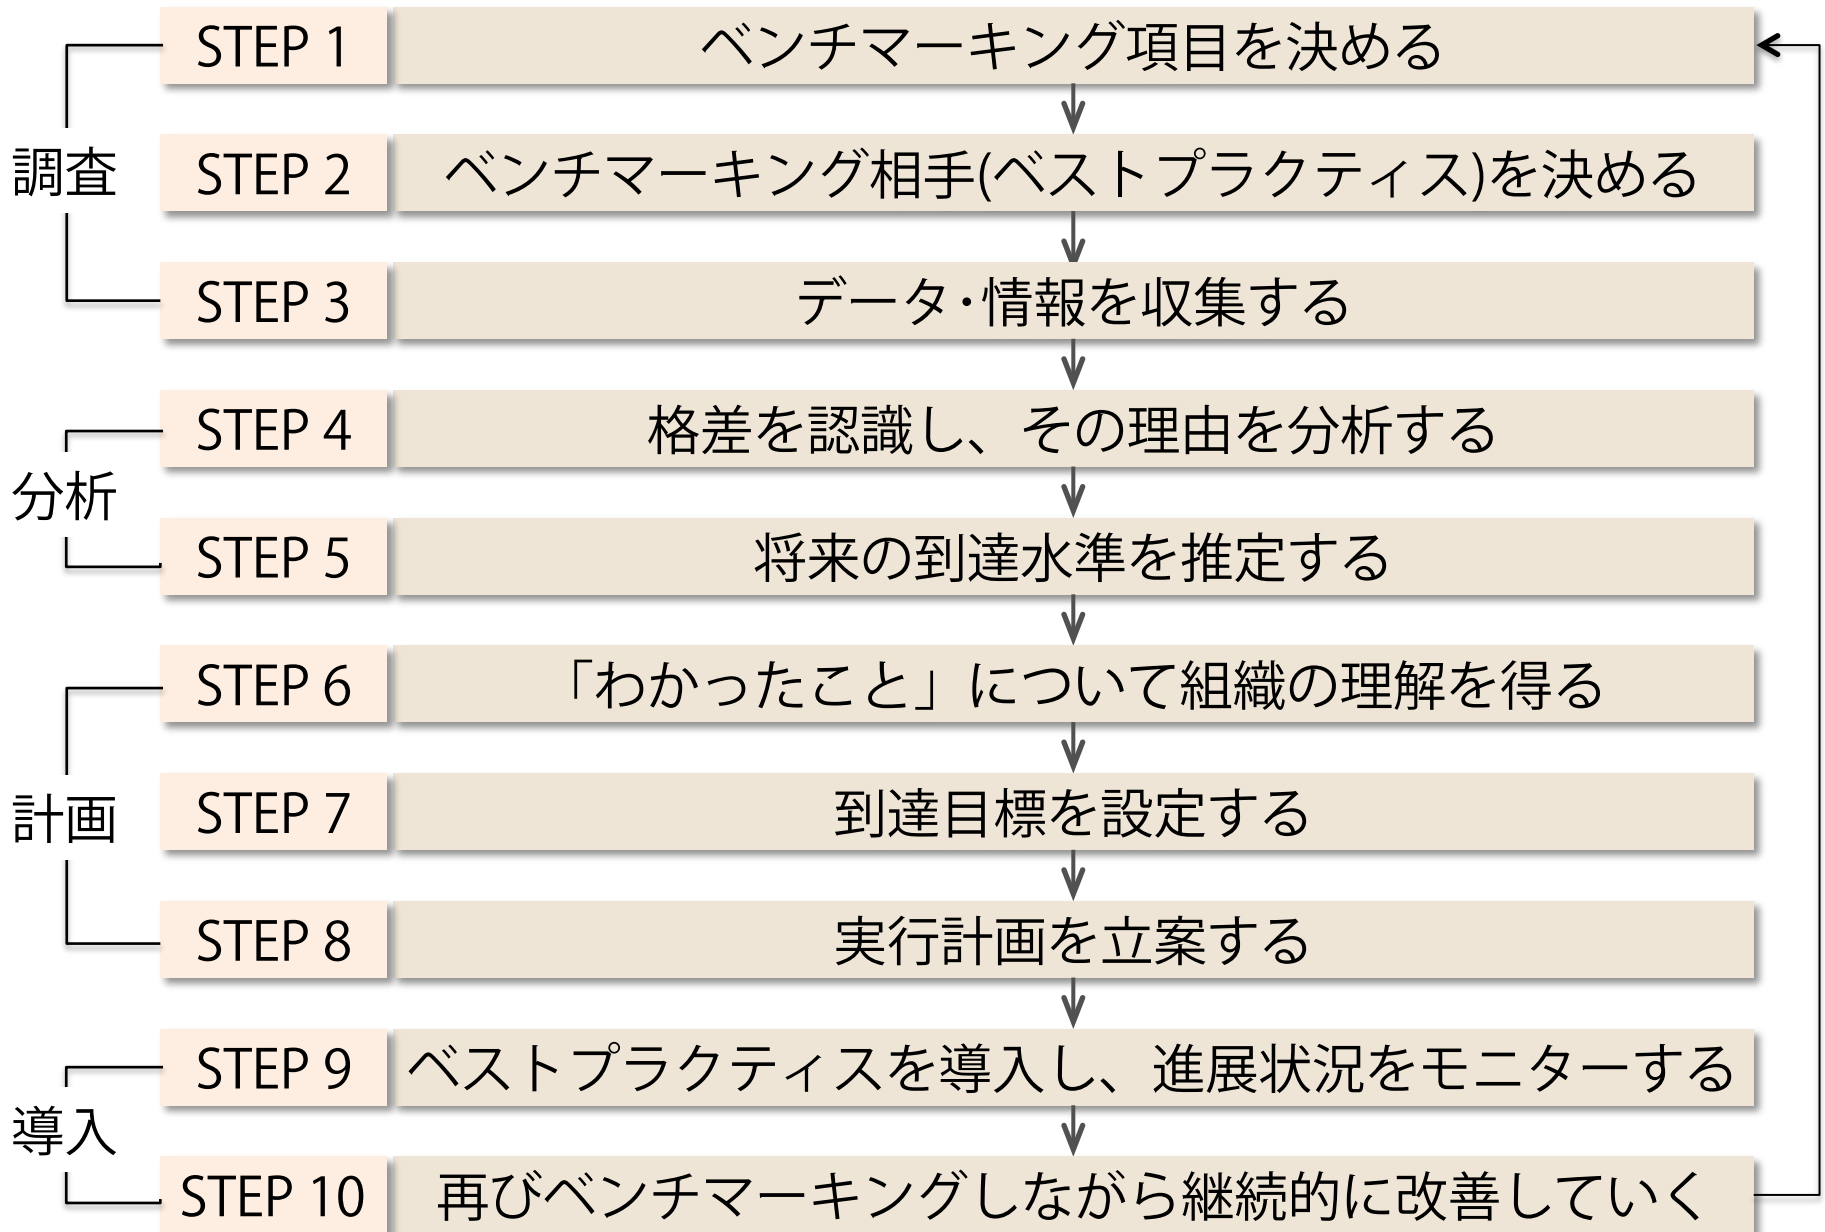 調査
STEP 1 ベンチマーキング項目を決める
STEP 2 ベンチマーキング相手(ベストプラクティス)を決める
STEP 3 データ・情報を収集する
分析
STEP 4 格差を認識し、その理由を分析する
STEP 5 将来の到達水準を推定する
計画
STEP 6 「わかったこと」について組織の理解を得る
STEP 7 到達目標を設定する
STEP 8 実行計画を立案する
導入
STEP 9 ベストプラクティスを導入し、進展状況をモニターする
STEP 10 再びベンチマーキングしながら継続的に改善していく